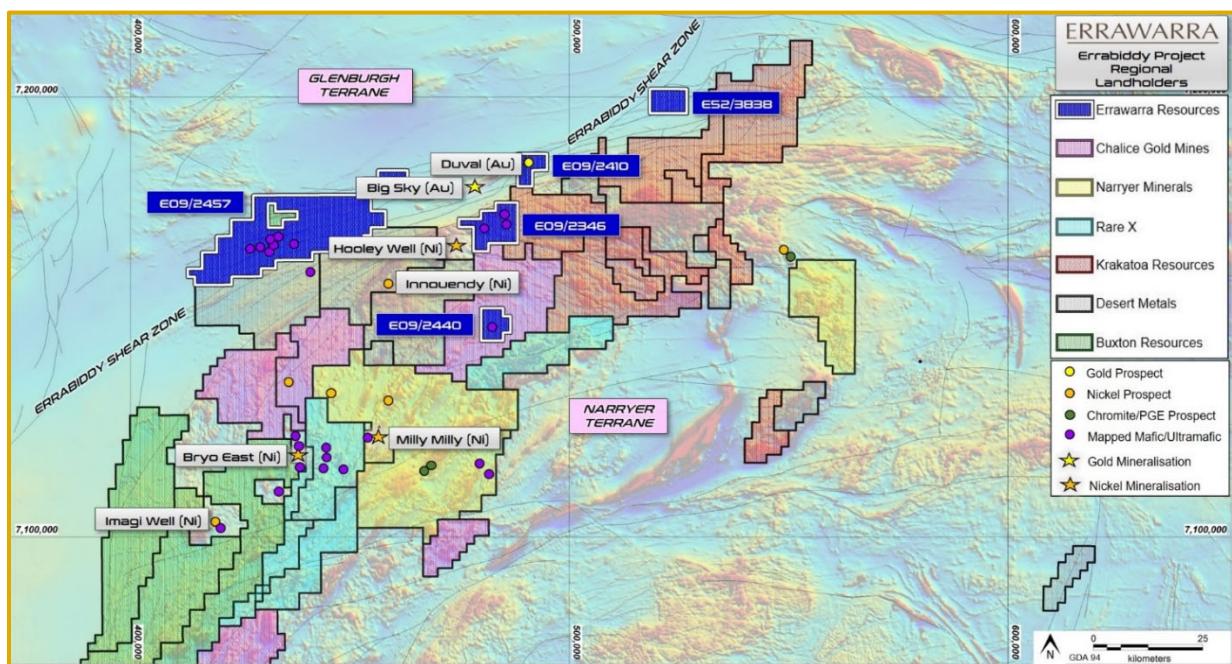 400,000
500,000
600,000
ERRAWARRA
Errabiddy Project
Regional
Landholders
GLENBURGH
TERRANE
7,200,000
7,200,000
ERRABIDDY SHEAR ZONE
E52/3838
Errawarra Resources
Duval (Au)
E09/2410
Chalice Gold Mines
Big Sky (Au)
E09/2457
Narryer Minerals
E09/2346
Rare X
Hooley Well (Ni)
Krakatoa Resources
Innouendy (Ni)
Desert Metals
E09/2440
Buxton Resources
ERRABIDDY SHEAR ZONE
Gold Prospect
Nickel Prospect
NARRYER
TERRANE
Chromite/PGE Prospect
Mapped Mafic/Ultramafic
Milly Milly (Ni)
Bryo East (Ni)
Gold Mineralisation
Nickel Mineralisation
Imagi Well (Ni)
7,100,000
7,100,000
400,000
500,000
600,000
N
GDA 94
0
25
kilometers